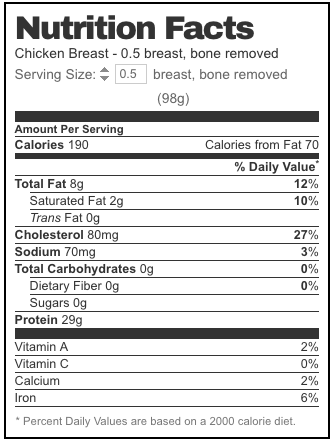 Nutrition Facts
Chicken Breast - 0.5 breast, bone removed
Serving Size: 0.5 breast, bone removed
(98g)
Amount Per Serving
Calories 190 Calories from Fat 70
% Daily Value*
Total Fat 8g 12%
Saturated Fat 2g 10%
Trans Fat 0g
Cholesterol 80mg 27%
Sodium 70mg 3%
Total Carbohydrates 0g 0%
Dietary Fiber 0g 0%
Sugars 0g
Protein 29g
Vitamin A 2%
Vitamin C 0%
Calcium 2%
Iron 6%
* Percent Daily Values are based on a 2000 calorie diet.